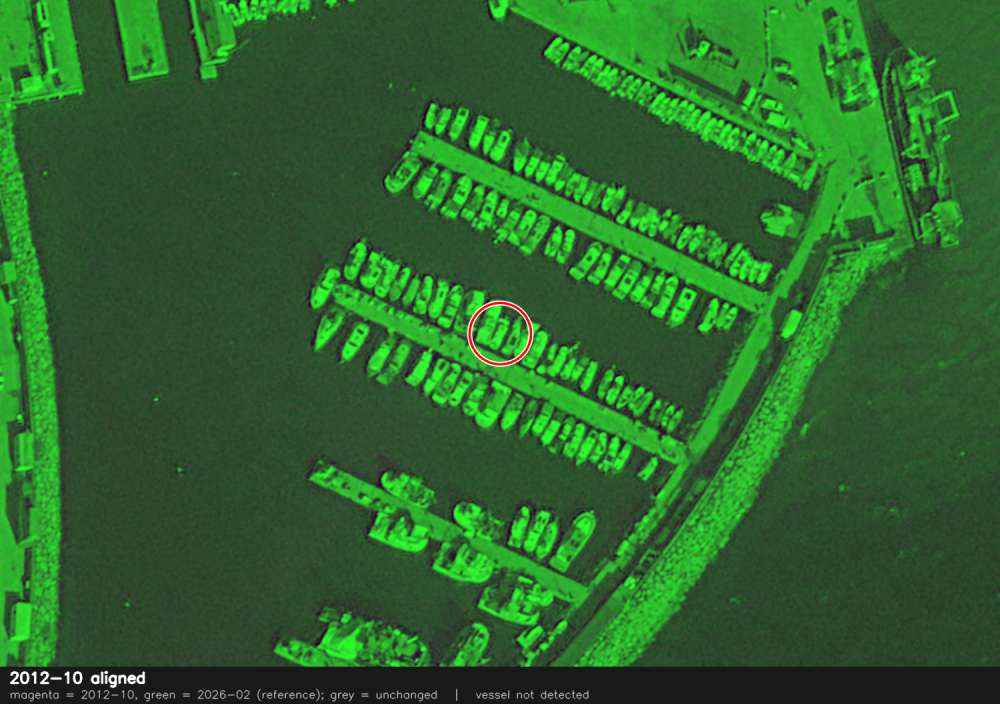 2012-10 aligned
magenta = 2012-10, green = 2026-02 (reference); grey = unchanged | vessel not detected